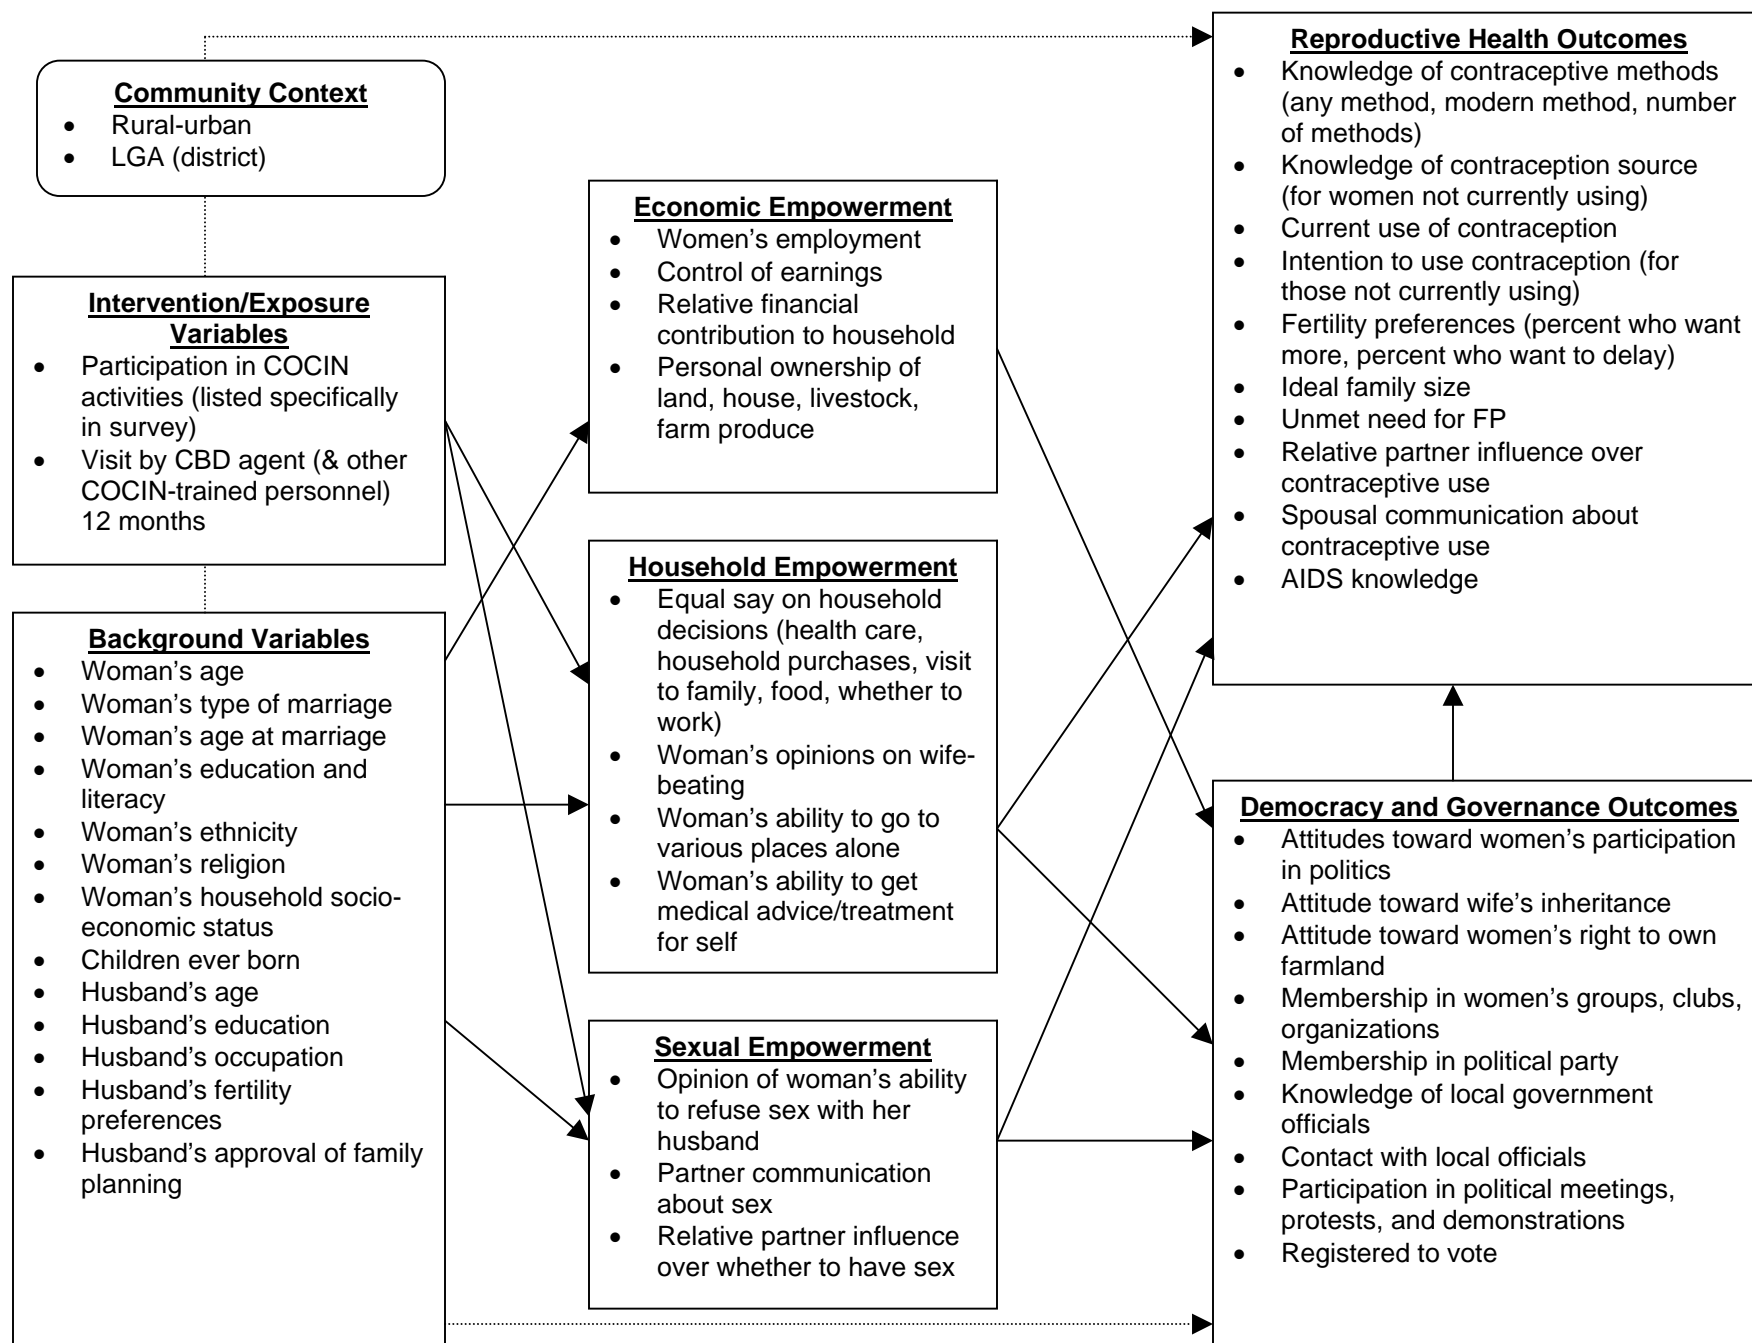 Community Context
• Rural-urban
• LGA (district)
Intervention/Exposure
Variables
• Participation in COCIN
activities (listed specifically
in survey)
• Visit by CBD agent (& other
COCIN-trained personnel)
12 months
Background Variables
• Woman’s age
• Woman’s type of marriage
• Woman’s age at marriage
• Woman’s education and
literacy
• Woman’s ethnicity
• Woman’s religion
• Woman’s household socio-
economic status
• Children ever born
• Husband’s age
• Husband’s education
• Husband’s occupation
• Husband’s fertility
preferences
• Husband’s approval of family
planning
Economic Empowerment
• Women’s employment
• Control of earnings
• Relative financial
contribution to household
• Personal ownership of
land, house, livestock,
farm produce
Household Empowerment
• Equal say on household
decisions (health care,
household purchases, visit
to family, food, whether to
work)
• Woman’s opinions on wife-
beating
• Woman’s ability to go to
various places alone
• Woman’s ability to get
medical advice/treatment
for self
Sexual Empowerment
• Opinion of woman’s ability
to refuse sex with her
husband
• Partner communication
about sex
• Relative partner influence
over whether to have sex
Reproductive Health Outcomes
• Knowledge of contraceptive methods
(any method, modern method, number
of methods)
• Knowledge of contraception source
(for women not currently using)
• Current use of contraception
• Intention to use contraception (for
those not currently using)
• Fertility preferences (percent who want
more, percent who want to delay)
• Ideal family size
• Unmet need for FP
• Relative partner influence over
contraceptive use
• Spousal communication about
contraceptive use
• AIDS knowledge
Democracy and Governance Outcomes
• Attitudes toward women’s participation
in politics
• Attitude toward wife’s inheritance
• Attitude toward women’s right to own
farmland
• Membership in women’s groups, clubs,
organizations
• Membership in political party
• Knowledge of local government
officials
• Contact with local officials
• Participation in political meetings,
protests, and demonstrations
• Registered to vote